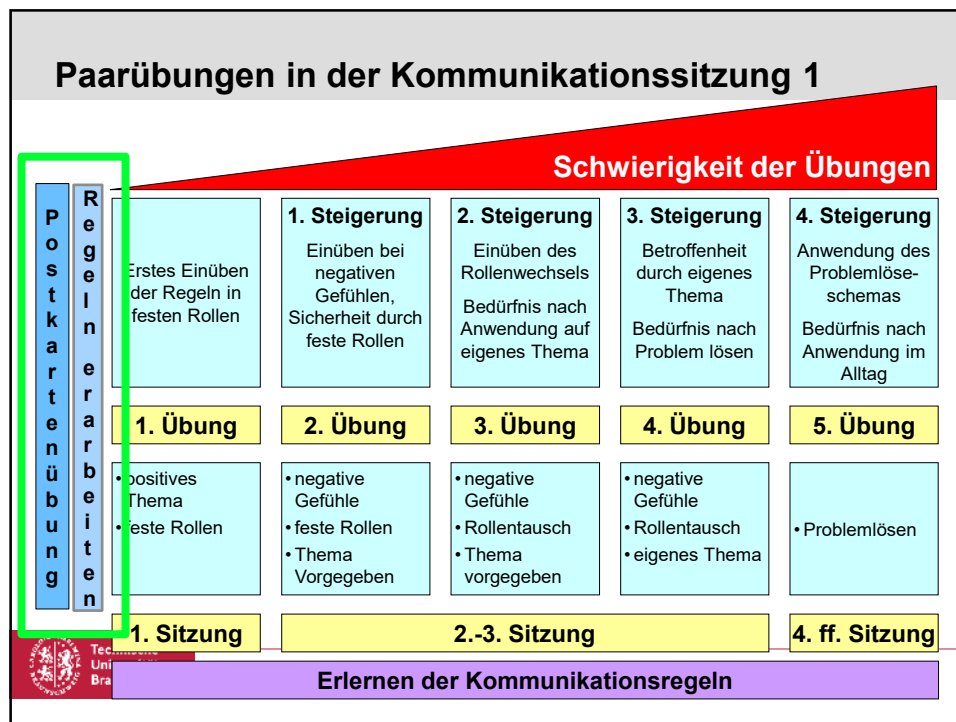 Paarübungen in der Kommunikationssitzung 1
Schwierigkeit der Übungen
Postkartenübung
Regeln erarbeiten
Erstes Einüben
der Regeln in
festen Rollen
1. Steigerung
Einüben bei
negativen
Gefühlen,
Sicherheit durch
feste Rollen
2. Steigerung
Einüben des
Rollenwechsels
Bedürfnis nach
Anwendung auf
eigenes Thema
3. Steigerung
Betroffenheit
durch eigenes
Thema
Bedürfnis nach
Problem lösen
4. Steigerung
Anwendung des
Problemlöse-
schemas
Bedürfnis nach
Anwendung im
Alltag
1. Übung
2. Übung
3. Übung
4. Übung
5. Übung
• positives
Thema
• feste Rollen
• negative
Gefühle
• feste Rollen
• Thema
Vorgegeben
• negative
Gefühle
• Rollentausch
• Thema
vorgegeben
• negative
Gefühle
• Rollentausch
• eigenes Thema
• Problemlösen
1. Sitzung
2.-3. Sitzung
4. ff. Sitzung
Erlernen der Kommunikationsregeln